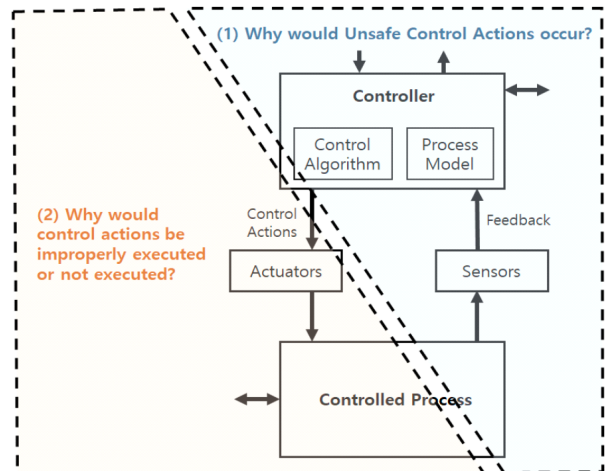 (1) Why would Unsafe Control Actions occur?
Controller
Control
Algorithm
Process
Model
(2) Why would
control actions be
improperly executed
or not executed?
Control
Actions
Feedback
Actuators
Sensors
Controlled Process